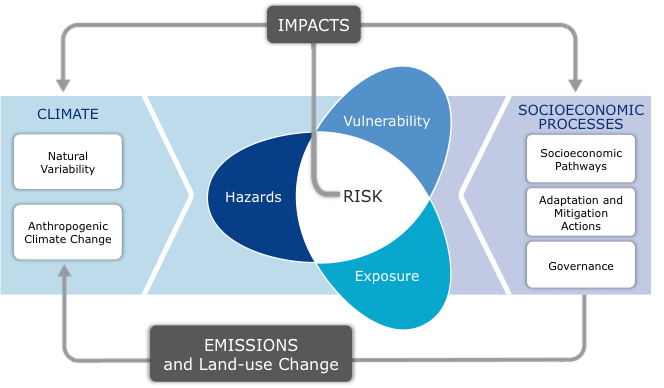 IMPACTS
CLIMATE
Natural
Variability
Anthropogenic
Climate Change
Vulnerability
Hazards
RISK
Exposure
SOCIOECONOMIC
PROCESSES
Socioeconomic
Pathways
Adaptation and
Mitigation
Actions
Governance
EMISSIONS
and Land-use Change